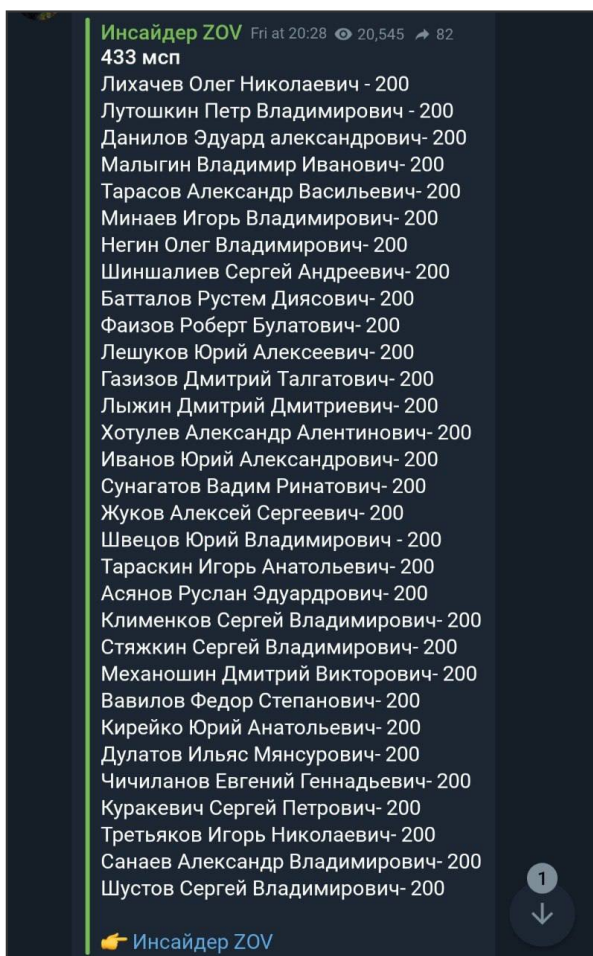 Инсайдер ZOV Fri at 20:28 20,545 82
433 мсп
Лихачев Олег Николаевич - 200
Лутошкин Петр Владимирович - 200
Данилов Эдуард александрович- 200
Малыгин Владимир Иванович- 200
Тарасов Александр Васильевич- 200
Минаев Игорь Владимирович- 200
Негин Олег Владимирович- 200
Шиншалиев Сергей Андреевич- 200
Батталов Рустем Диясович- 200
Фаизов Роберт Булатович- 200
Лешуков Юрий Алексеевич- 200
Газизов Дмитрий Талгатович- 200
Лыжин Дмитрий Дмитриевич- 200
Хотулев Александр Алентинович- 200
Иванов Юрий Александрович- 200
Сунагатов Вадим Ринатович- 200
Жуков Алексей Сергеевич- 200
Швецов Юрий Владимирович - 200
Тараскин Игорь Анатольевич- 200
Асянов Руслан Эдуардрович- 200
Клименков Сергей Владимирович- 200
Стяжкин Сергей Владимирович- 200
Механошин Дмитрий Викторович- 200
Вавилов Федор Степанович- 200
Кирейко Юрий Анатольевич- 200
Дулатов Ильяс Мянсурович- 200
Чичиланов Евгений Геннадьевич- 200
Куракевич Сергей Петрович- 200
Третьяков Игорь Николаевич- 200
Санаев Александр Владимирович- 200
Шустов Сергей Владимирович- 200
1
👉 Инсайдер ZOV